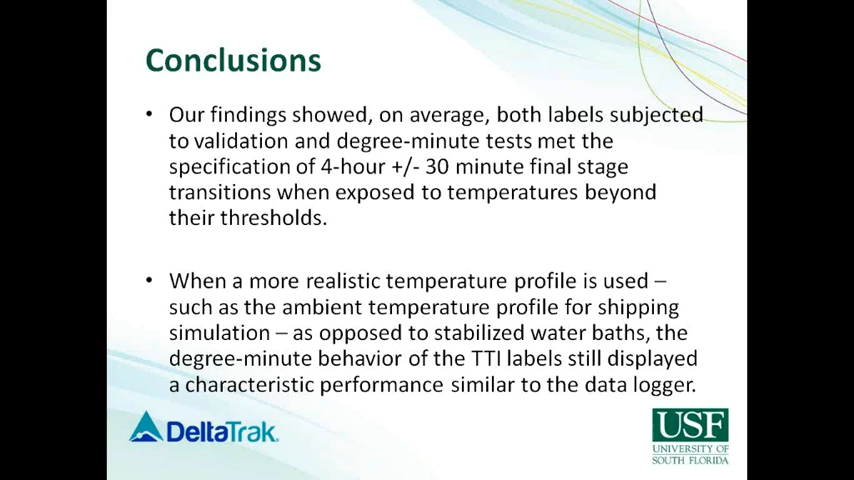 Conclusions
• Our findings showed, on average, both labels subjected
to validation and degree-minute tests met the
specification of 4-hour +/- 30 minute final stage
transitions when exposed to temperatures beyond
their thresholds.
• When a more realistic temperature profile is used –
such as the ambient temperature profile for shipping
simulation – as opposed to stabilized water baths, the
degree-minute behavior of the TTI labels still displayed
a characteristic performance similar to the data logger.
DeltaTrak.
USF
UNIVERSITY OF
SOUTH FLORIDA